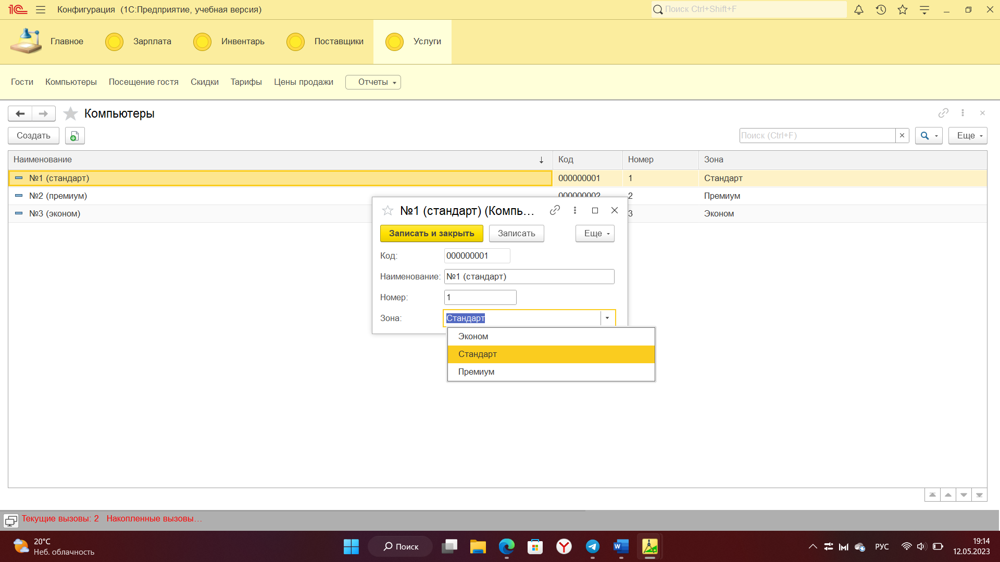 Конфигурация (1С:Предприятие, учебная версия)
Поиск Ctrl+Shift+F
Главное
Зарплата
Инвентарь
Поставщики
Услуги
Гости Компьютеры Посещение гостя Скидки Тарифы Цены продажи Отчеты
Компьютеры
Создать
Поиск (Ctrl+F)
Еще
Наименование Код Номер Зона
№1 (стандарт) 000000001 1 Стандарт
№2 (премиум) 000000002 2 Премиум
№3 (эконом) 3 Эконом
№1 (стандарт) (Компь...
Записать и закрыть Записать Еще
Код: 000000001
Наименование: №1 (стандарт)
Номер: 1
Зона: Стандарт
Эконом
Стандарт
Премиум
Текущие вызовы: 2 Накопленные вызовы...
20°C
Неб. облачность
Поиск
РУС
19:14
12.05.2023